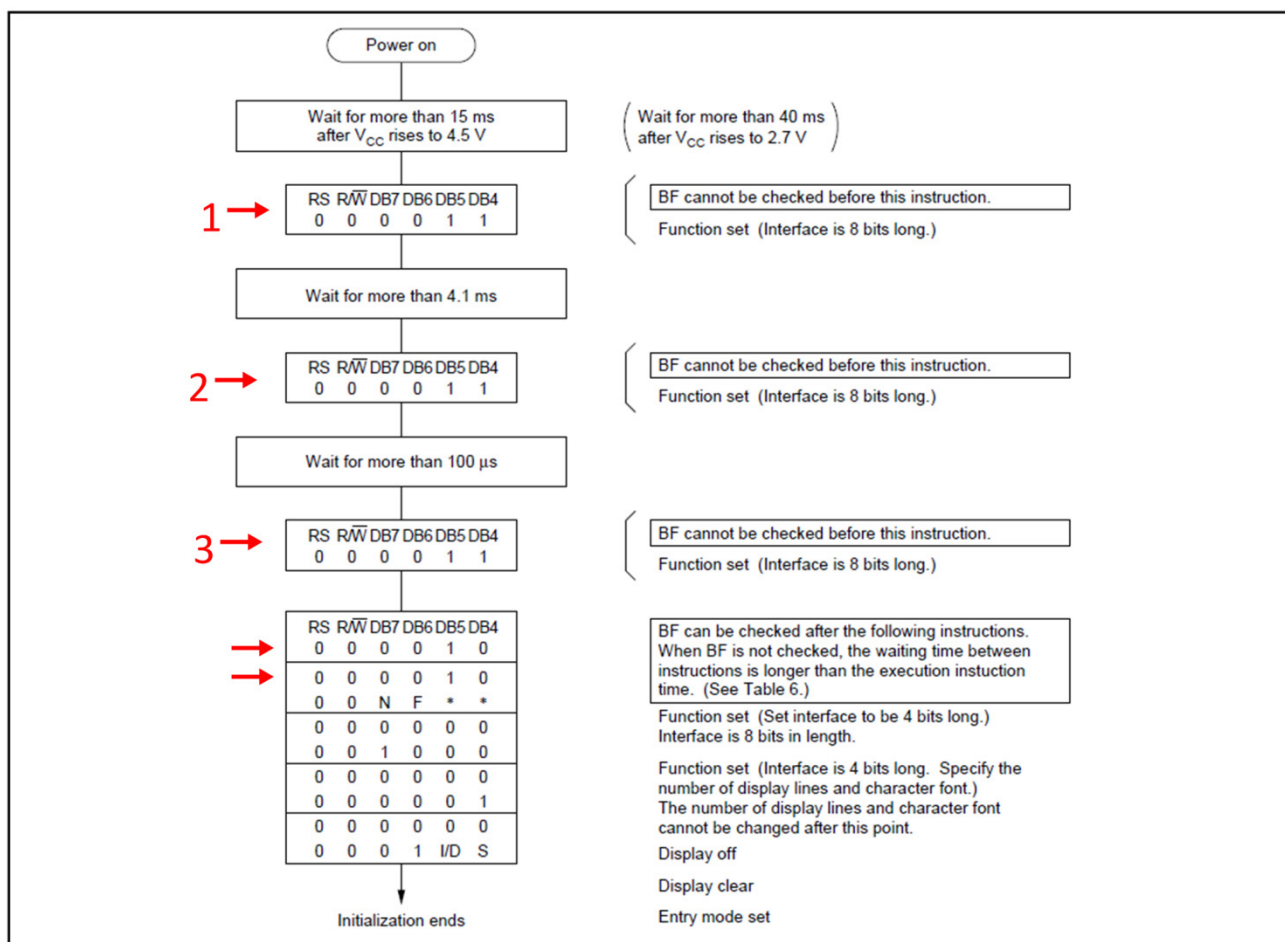 Power on
Wait for more than 15 ms
after VCC rises to 4.5 V
(Wait for more than 40 ms
after VCC rises to 2.7 V)
1
RS R/W̅ DB7 DB6 DB5 DB4
0 0 0 0 1 1
BF cannot be checked before this instruction.
Function set (Interface is 8 bits long.)
Wait for more than 4.1 ms
2
RS R/W̅ DB7 DB6 DB5 DB4
0 0 0 0 1 1
BF cannot be checked before this instruction.
Function set (Interface is 8 bits long.)
Wait for more than 100 µs
3
RS R/W̅ DB7 DB6 DB5 DB4
0 0 0 0 1 1
BF cannot be checked before this instruction.
Function set (Interface is 8 bits long.)
RS R/W̅ DB7 DB6 DB5 DB4
0 0 0 0 1 0
0 0 0 0 1 0
0 0 N F * *
0 0 0 0 0 0
0 0 1 0 0 0
0 0 0 0 0 0
0 0 0 0 0 1
0 0 0 0 0 0
0 0 0 1 I/D S
Initialization ends
BF can be checked after the following instructions.
When BF is not checked, the waiting time between
instructions is longer than the execution instuction
time. (See Table 6.)
Function set (Set interface to be 4 bits long.)
Interface is 8 bits in length.
Function set (Interface is 4 bits long. Specify the
number of display lines and character font.)
The number of display lines and character font
cannot be changed after this point.
Display off
Display clear
Entry mode set